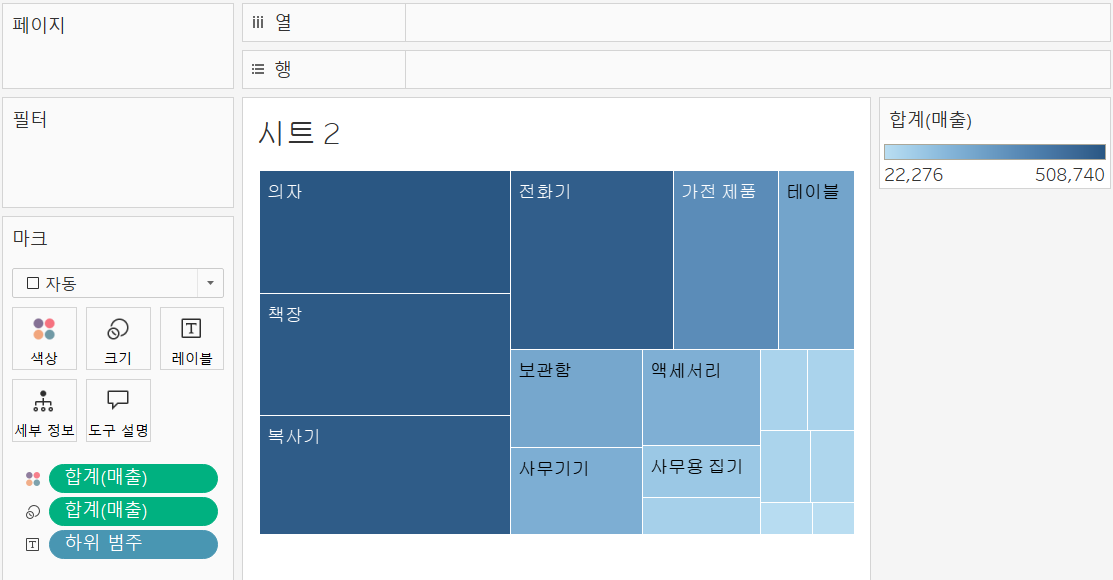 페이지
필터
마크
자동
색상
크기
레이블
세부 정보
도구 설명
합계(매출)
합계(매출)
하위 범주
열
행
시트 2
의자
전화기
가전 제품
테이블
책장
보관함
액세서리
복사기
사무기기
사무용 집기
합계(매출)
22,276
508,740